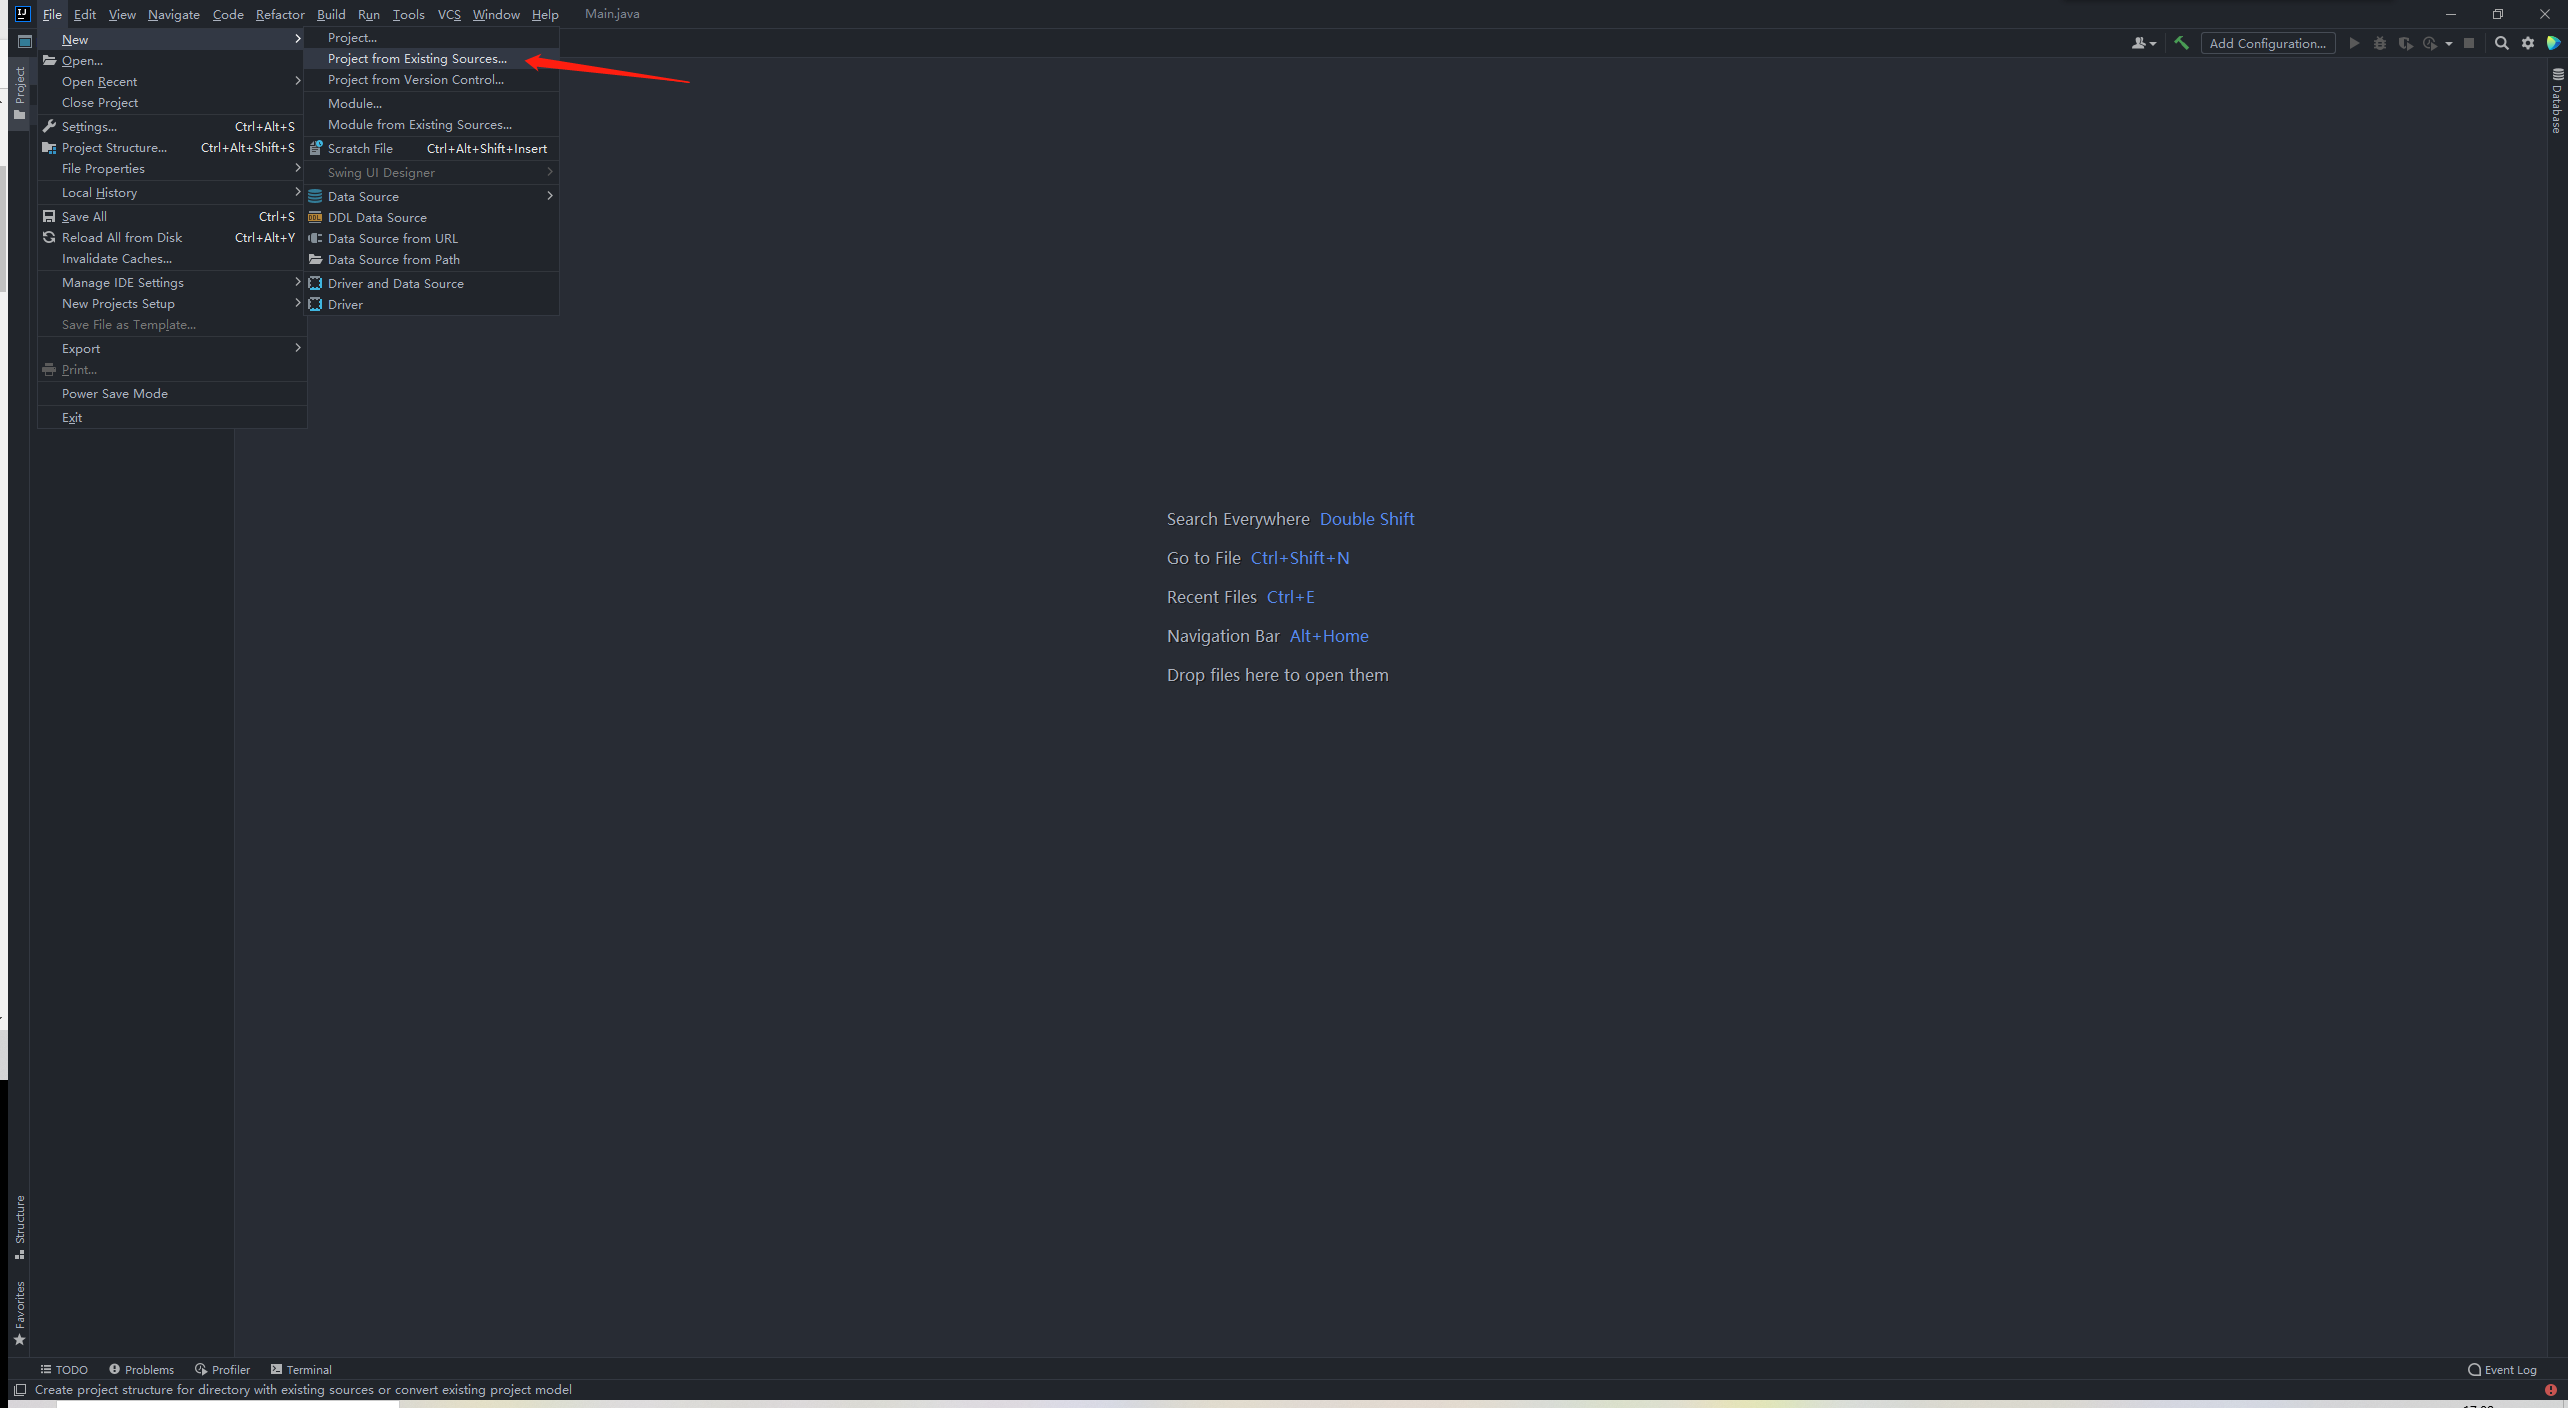 File Edit View Navigate Code Refactor Build Run Tools VCS Window Help Main.java
Add Configuration...
Project
Database
New
Open...
Open Recent
Close Project
Settings... Ctrl+Alt+S
Project Structure... Ctrl+Alt+Shift+S
File Properties
Local History
Save All Ctrl+S
Reload All from Disk Ctrl+Alt+Y
Invalidate Caches...
Manage IDE Settings
New Projects Setup
Save File as Template...
Export
Print...
Power Save Mode
Exit
Project...
Project from Existing Sources...
Project from Version Control...
Module...
Module from Existing Sources...
Scratch File Ctrl+Alt+Shift+Insert
Swing UI Designer
Data Source
DDL Data Source
Data Source from URL
Data Source from Path
Driver and Data Source
Driver
Search Everywhere Double Shift
Go to File Ctrl+Shift+N
Recent Files Ctrl+E
Navigation Bar Alt+Home
Drop files here to open them
Structure
Favorites
TODO Problems Profiler Terminal Event Log
Create project structure for directory with existing sources or convert existing project model